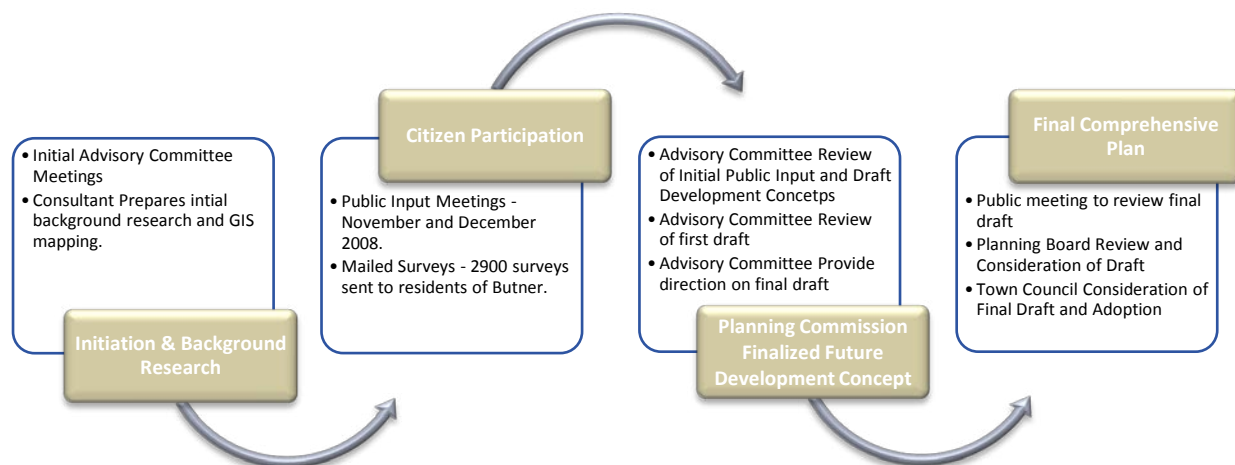 • Initial Advisory Committee
Meetings
• Consultant Prepares intial
background research and GIS
mapping.
Initiation & Background
Research
Citizen Participation
• Public Input Meetings -
November and December
2008.
• Mailed Surveys - 2900 surveys
sent to residents of Butner.
• Advisory Committee Review
of Initial Public Input and Draft
Development Concetps
• Advisory Committee Review
of first draft
• Advisory Committee Provide
direction on final draft
Planning Commission
Finalized Future
Development Concept
Final Comprehensive
Plan
• Public meeting to review final
draft
• Planning Board Review and
Consideration of Draft
• Town Council Consideration of
Final Draft and Adoption